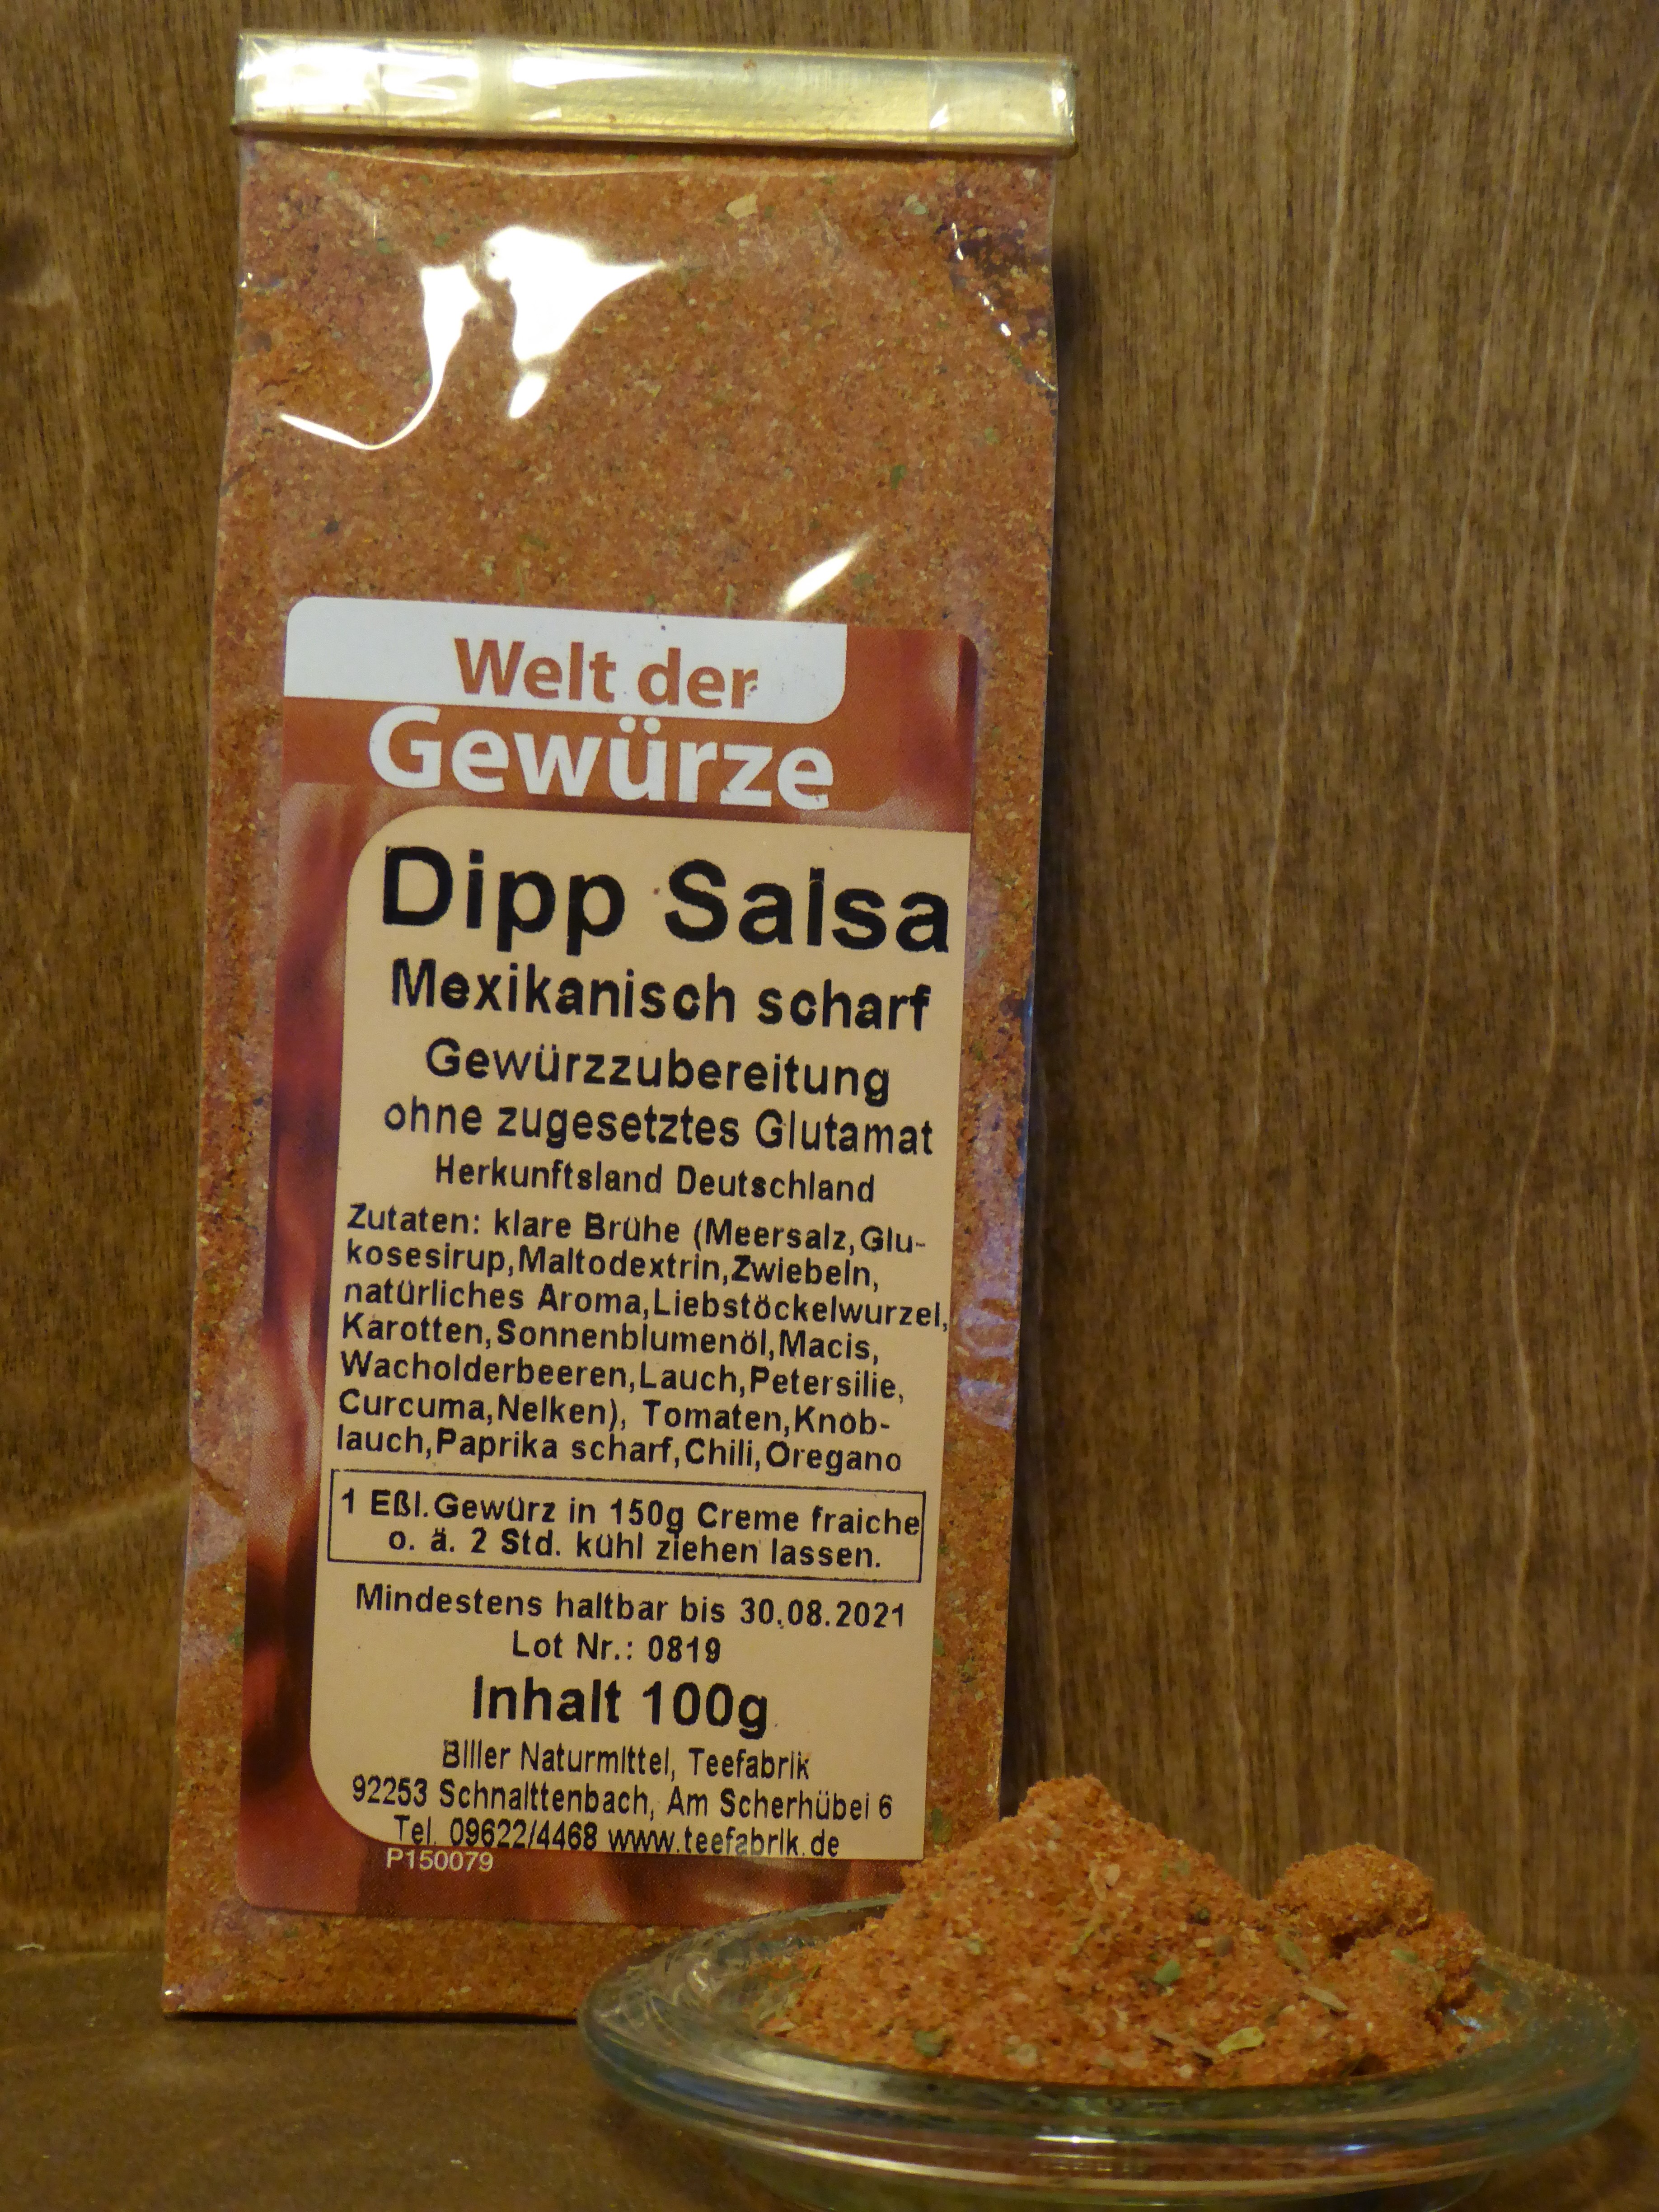 Welt der
Gewürze
Dipp Salsa
Mexikanisch scharf
Gewürzzubereitung
ohne zugesetztes Glutamat
Herkunftsland Deutschland
Zutaten: klare Brühe (Meersalz,Glu-
kosesirup,Maltodextrin,Zwiebeln,
natürliches Aroma,Liebstöckelwurzel,
Karotten,Sonnenblumenöl,Macis,
Wacholderbeeren,Lauch,Petersilie,
Curcuma,Nelken), Tomaten,Knob-
lauch,Paprika scharf,Chili,Oregano
1 Eßl.Gewürz in 150g Creme fraiche
o. ä. 2 Std. kühl ziehen lassen.
Mindestens haltbar bis 30.08.2021
Lot Nr.: 0819
Inhalt 100g
Biller Naturmittel, Teefabrik
92253 Schnaittenbach, Am Scherhübel 6
Tel. 09622/4468 www.teefabrik.de
P150079